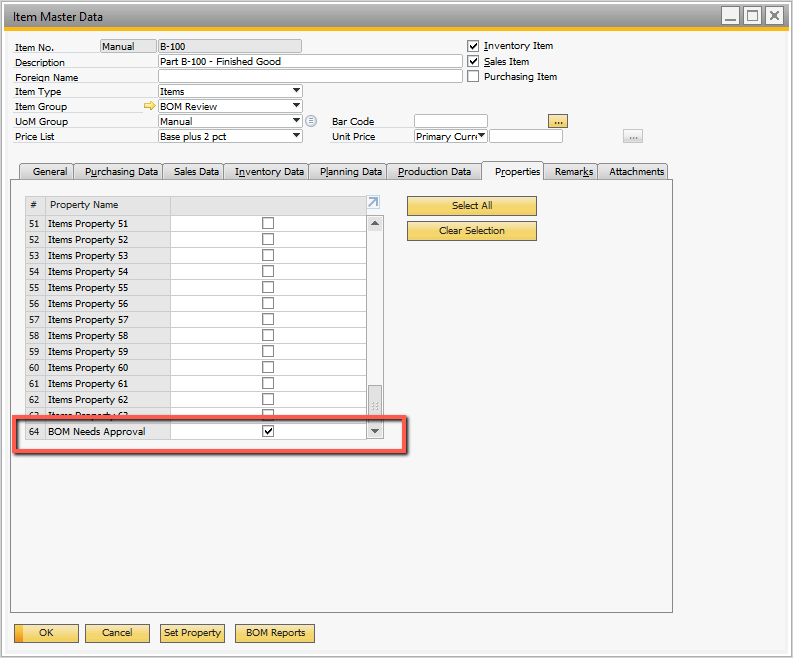 Item Master Data
Item No. Manual B-100
Description Part B-100 - Finished Good
Foreign Name
Item Type Items
Item Group BOM Review
UoM Group Manual
Price List Base plus 2 pct
Inventory Item
Sales Item
Purchasing Item
Bar Code ...
Unit Price Primary Curre ...
General Purchasing Data Sales Data Inventory Data Planning Data Production Data Properties Remarks Attachments
# Property Name
51 Items Property 51
52 Items Property 52
53 Items Property 53
54 Items Property 54
55 Items Property 55
56 Items Property 56
57 Items Property 57
58 Items Property 58
59 Items Property 59
60 Items Property 60
61 Items Property 61
62 Items Property 62
63 Items Property 63
64 BOM Needs Approval
Select All
Clear Selection
OK Cancel Set Property BOM Reports